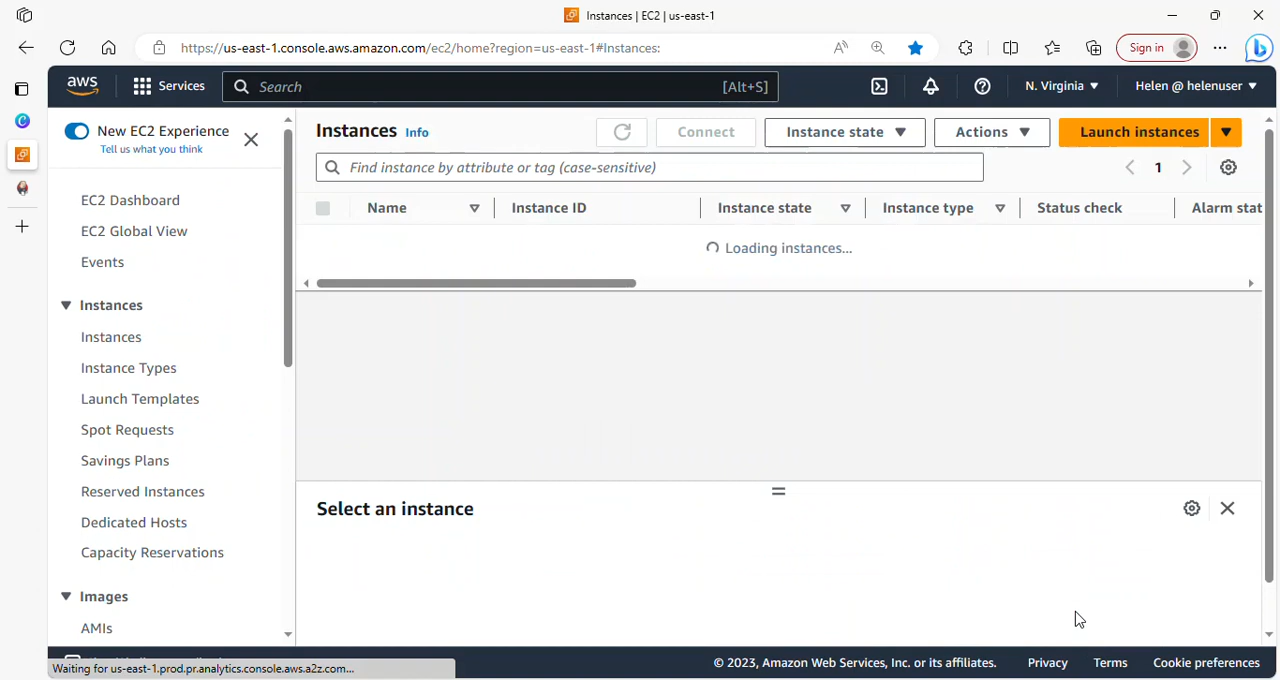 Instances | EC2 | us-east-1
https://us-east-1.console.aws.amazon.com/ec2/home?region=us-east-1#Instances:
Sign in
aws
Services
Search
[Alt+S]
N. Virginia
Helen @ helenuser
New EC2 Experience
Tell us what you think
EC2 Dashboard
EC2 Global View
Events
Instances
Instances
Instance Types
Launch Templates
Spot Requests
Savings Plans
Reserved Instances
Dedicated Hosts
Capacity Reservations
Images
AMIs
Instances Info
Connect
Instance state
Actions
Launch instances
Find instance by attribute or tag (case-sensitive)
1
Name
Instance ID
Instance state
Instance type
Status check
Alarm stat
Loading instances...
Select an instance
Waiting for us-east-1.prod.pr.analytics.console.aws.a2z.com...
© 2023, Amazon Web Services, Inc. or its affiliates.
Privacy
Terms
Cookie preferences